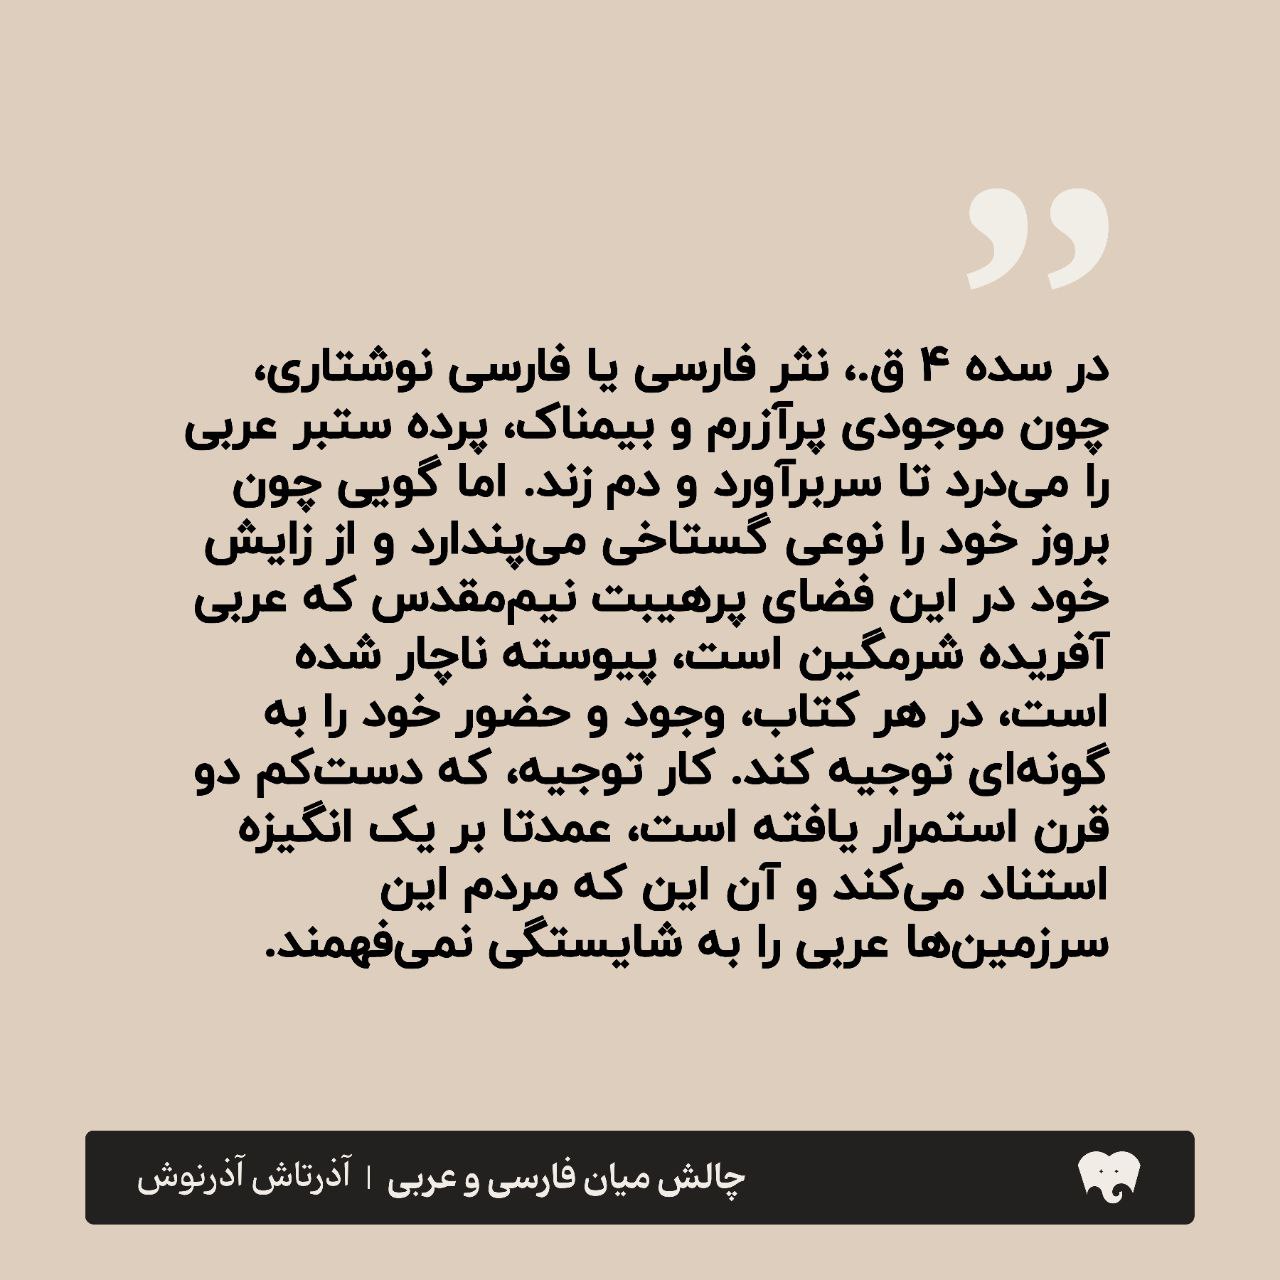 ”
در سده ۴ ق.، نثر فارسی یا فارسی نوشتاری،
چون موجودی پرآزرم و بیمناک، پرده ستبر عربی
را می‌درد تا سربرآورد و دم زند. اما گویی چون
بروز خود را نوعی گستاخی می‌پندارد و از زایش
خود در این فضای پرهیبت نیم‌مقدس که عربی
آفریده شرمگین است، پیوسته ناچار شده
است، در هر کتاب، وجود و حضور خود را به
گونه‌ای توجیه کند. کار توجیه، که دست‌کم دو
قرن استمرار یافته است، عمدتا بر یک انگیزه
استناد می‌کند و آن این که مردم این
سرزمین‌ها عربی را به شایستگی نمی‌فهمند.
چالش میان فارسی و عربی | آذرتاش آذرنوش